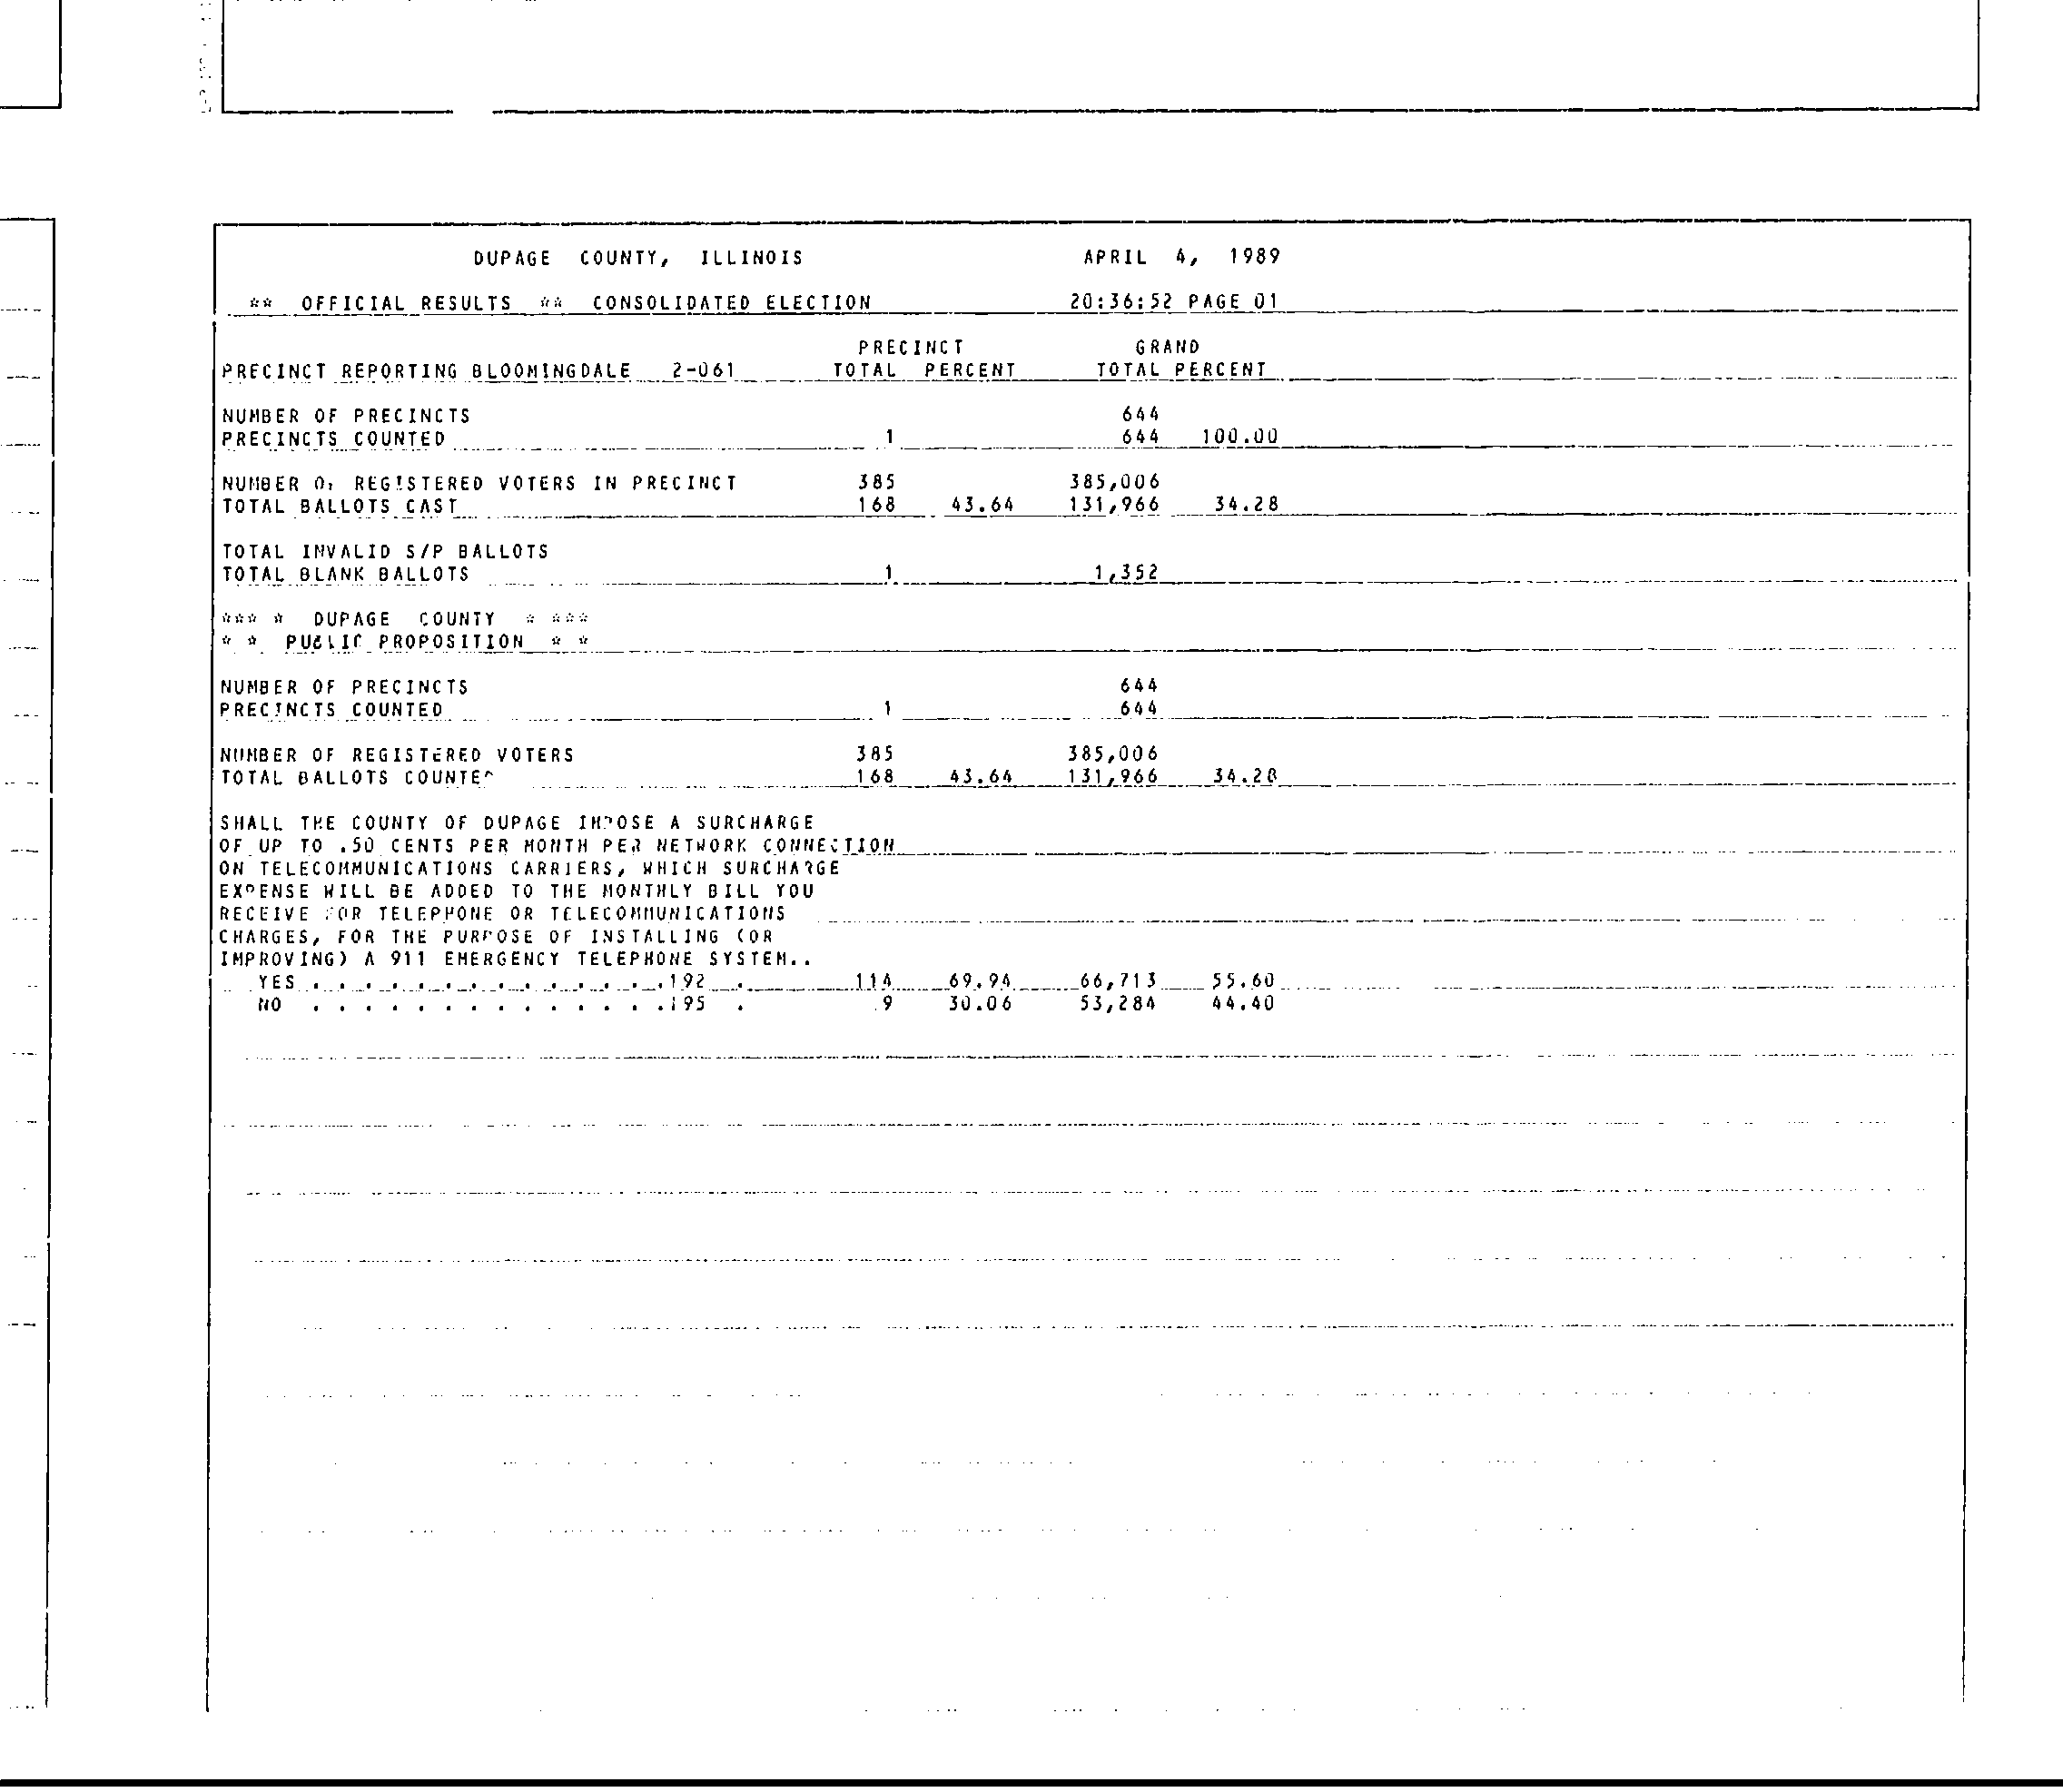 DUPAGE COUNTY, ILLINOIS APRIL 4, 1989
** OFFICIAL RESULTS ** CONSOLIDATED ELECTION 20:36:52 PAGE 01
PRECINCT GRAND
PRECINCT REPORTING BLOOMINGDALE 2-061 TOTAL PERCENT TOTAL PERCENT
NUMBER OF PRECINCTS 644
PRECINCTS COUNTED 1 644 100.00
NUMBER OF REGISTERED VOTERS IN PRECINCT 385 385,006
TOTAL BALLOTS CAST 168 43.64 131,966 34.28
TOTAL INVALID S/P BALLOTS
TOTAL BLANK BALLOTS 1 1,352
*** * DUPAGE COUNTY * ***
* * PUBLIC PROPOSITION * *
NUMBER OF PRECINCTS 644
PRECINCTS COUNTED 1 644
NUMBER OF REGISTERED VOTERS 385 385,006
TOTAL BALLOTS COUNTED 168 43.64 131,966 34.28
SHALL THE COUNTY OF DUPAGE IMPOSE A SURCHARGE
OF UP TO .50 CENTS PER MONTH PER NETWORK CONNECTION
ON TELECOMMUNICATIONS CARRIERS, WHICH SURCHARGE
EXPENSE WILL BE ADDED TO THE MONTHLY BILL YOU
RECEIVE FOR TELEPHONE OR TELECOMMUNICATIONS
CHARGES, FOR THE PURPOSE OF INSTALLING (OR
IMPROVING) A 911 EMERGENCY TELEPHONE SYSTEM..
YES . . . . . . . . . . . . . .192 . 114 69.94 66,713 55.60
NO . . . . . . . . . . . . . .195 . 9 30.06 53,284 44.40